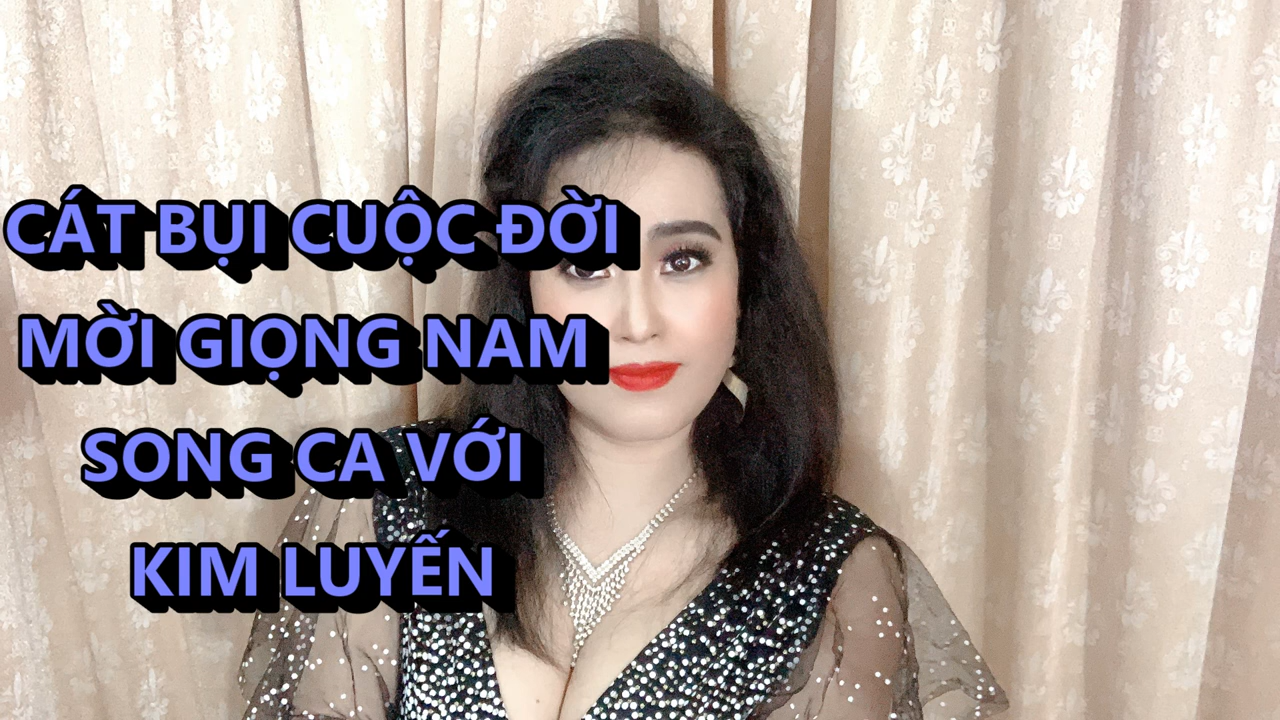 CÁT BỤI CUỘC ĐỜI
MỜI GIỌNG NAM
SONG CA VỚI
KIM LUYẾN